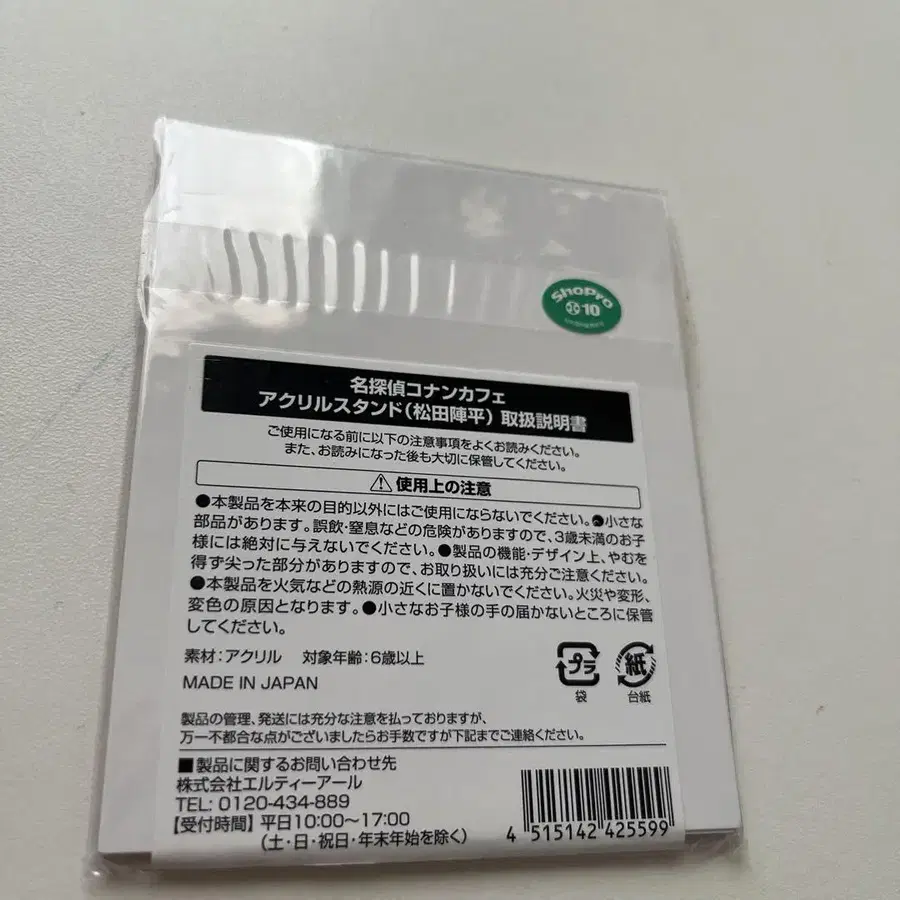 ShoPro
10
名探偵コナンカフェ
アクリルスタンド(松田陣平) 取扱説明書
ご使用になる前に以下の注意事項をよくお読みください。
また、お読みになった後も大切に保管してください。
使用上の注意
●本製品を本来の目的以外にはご使用にならないでください。●小さな
部品があります。誤飲・窒息などの危険がありますので、3歳未満のお子
様には絶対に与えないでください。●製品の機能・デザイン上、やむを
得ず尖った部分がありますので、お取り扱いには充分ご注意ください。
●本製品を火気などの熱源の近くに置かないでください。火災や変形、
変色の原因となります。●小さなお子様の手の届かないところに保管
してください。
素材：アクリル 対象年齢：6歳以上
MADE IN JAPAN
プラ
袋
紙
台紙
製品の管理、発送には充分な注意を払っておりますが、
万一不都合な点がございましたらお手数ですが下記までご連絡ください。
■製品に関するお問い合わせ先
株式会社エルティーアール
TEL: 0120-434-889
【受付時間】平日10:00～17:00
(土・日・祝日・年末年始を除く)
4 515142 425599